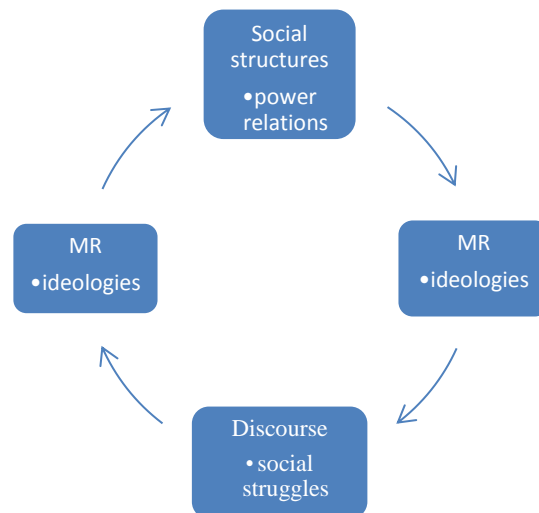 Social
structures
•power
relations
MR
•ideologies
MR
•ideologies
Discourse
• social
struggles